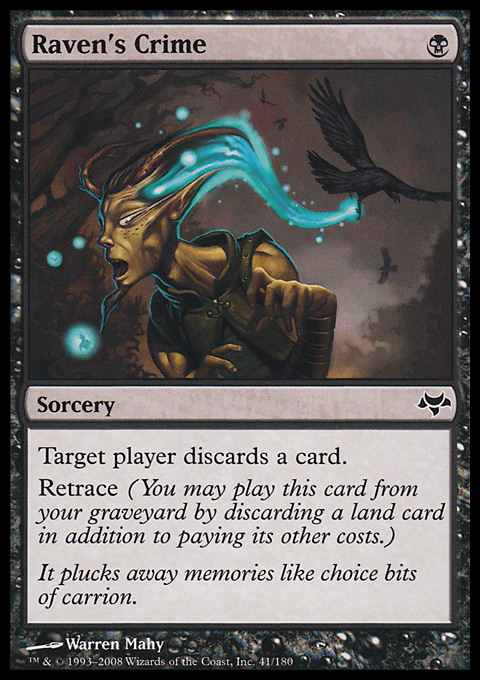 Raven's Crime
Sorcery
Target player discards a card.
Retrace (You may play this card from
your graveyard by discarding a land card
in addition to paying its other costs.)
It plucks away memories like choice bits
of carrion.
Warren Mahy
™ & © 1993–2008 Wizards of the Coast, Inc. 41/180